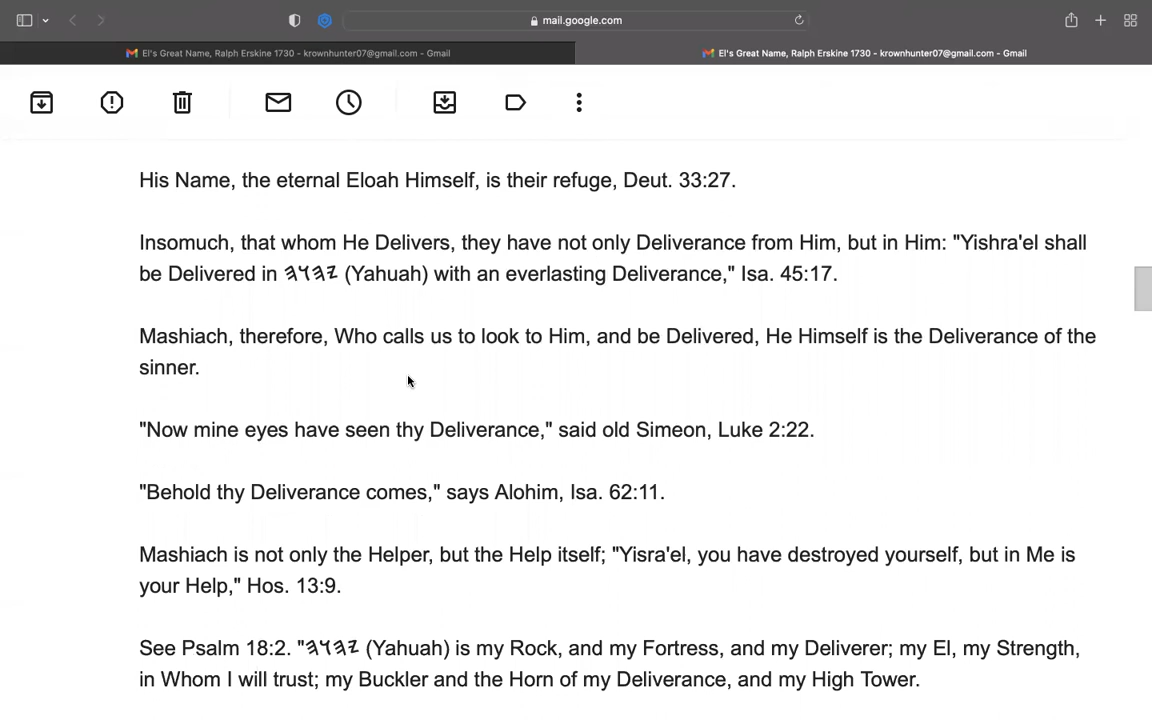 mail.google.com
El's Great Name, Ralph Erskine 1730 - krownhunter07@gmail.com - Gmail
El's Great Name, Ralph Erskine 1730 - krownhunter07@gmail.com - Gmail
His Name, the eternal Eloah Himself, is their refuge, Deut. 33:27.
Insomuch, that whom He Delivers, they have not only Deliverance from Him, but in Him: "Yishra'el shall
be Delivered in 𐤉𐤄𐤅𐤄 (Yahuah) with an everlasting Deliverance," Isa. 45:17.
Mashiach, therefore, Who calls us to look to Him, and be Delivered, He Himself is the Deliverance of the
sinner.
"Now mine eyes have seen thy Deliverance," said old Simeon, Luke 2:22.
"Behold thy Deliverance comes," says Alohim, Isa. 62:11.
Mashiach is not only the Helper, but the Help itself; "Yisra'el, you have destroyed yourself, but in Me is
your Help," Hos. 13:9.
See Psalm 18:2. "𐤉𐤄𐤅𐤄 (Yahuah) is my Rock, and my Fortress, and my Deliverer; my El, my Strength,
in Whom I will trust; my Buckler and the Horn of my Deliverance, and my High Tower.